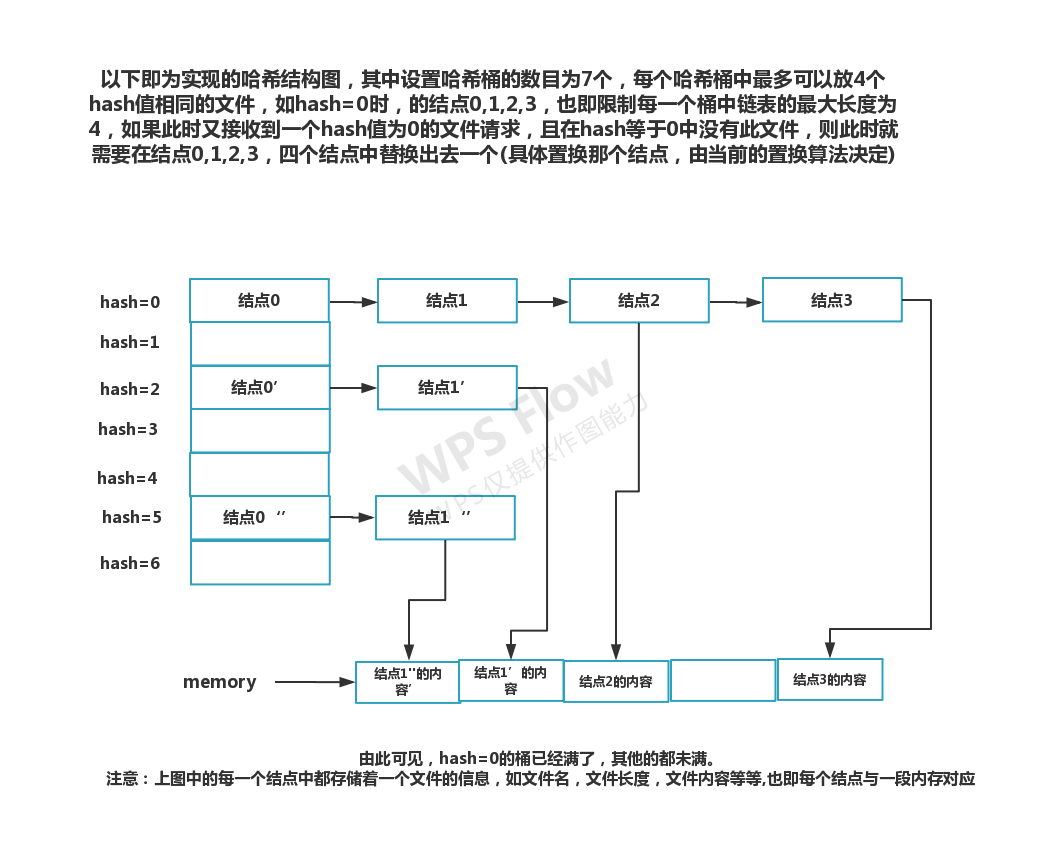 以下即为实现的哈希结构图，其中设置哈希桶的数目为7个，每个哈希桶中最多可以放4个
hash值相同的文件，如hash=0时，的结点0,1,2,3，也即限制每一个桶中链表的最大长度为
4，如果此时又接收到一个hash值为0的文件请求，且在hash等于0中没有此文件，则此时就
需要在结点0,1,2,3，四个结点中替换出去一个(具体置换那个结点，由当前的置换算法决定)
hash=0
结点0
结点1
结点2
结点3
hash=1
hash=2
结点0′
结点1′
hash=3
hash=4
hash=5
结点0 ′′
结点1 ′′
hash=6
WPS Flow
WPS仅提供作图能力
memory
结点1''的内
容′
结点1′的内
容
结点2的内容
结点3的内容
由此可见，hash=0的桶已经满了，其他的都未满。
注意：上图中的每一个结点中都存储着一个文件的信息，如文件名，文件长度，文件内容等等,也即每个结点与一段内存对应